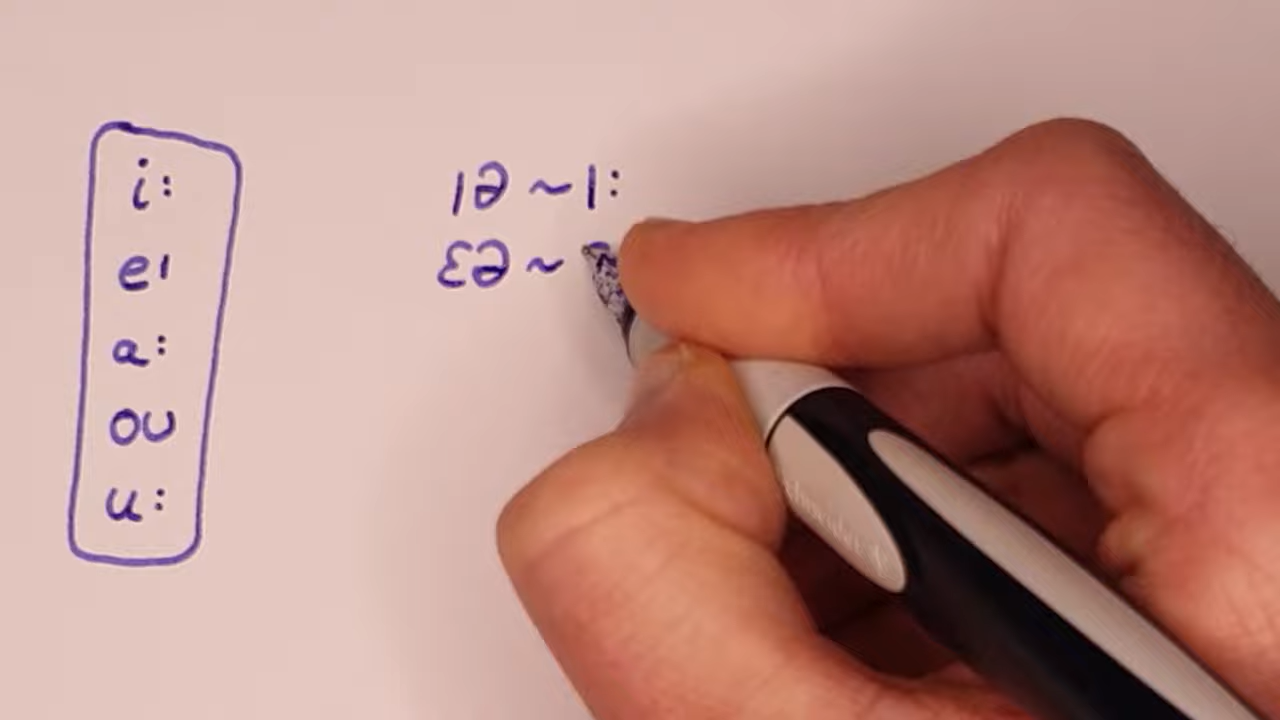 iː
eɪ
aː
oʊ
uː
ɪə ~ ɪː
ɛə ~